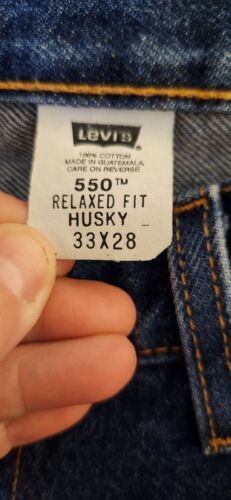 Levi's
100% COTTON
MADE IN GUATEMALA
CARE ON REVERSE
550™
RELAXED FIT
HUSKY
33X28